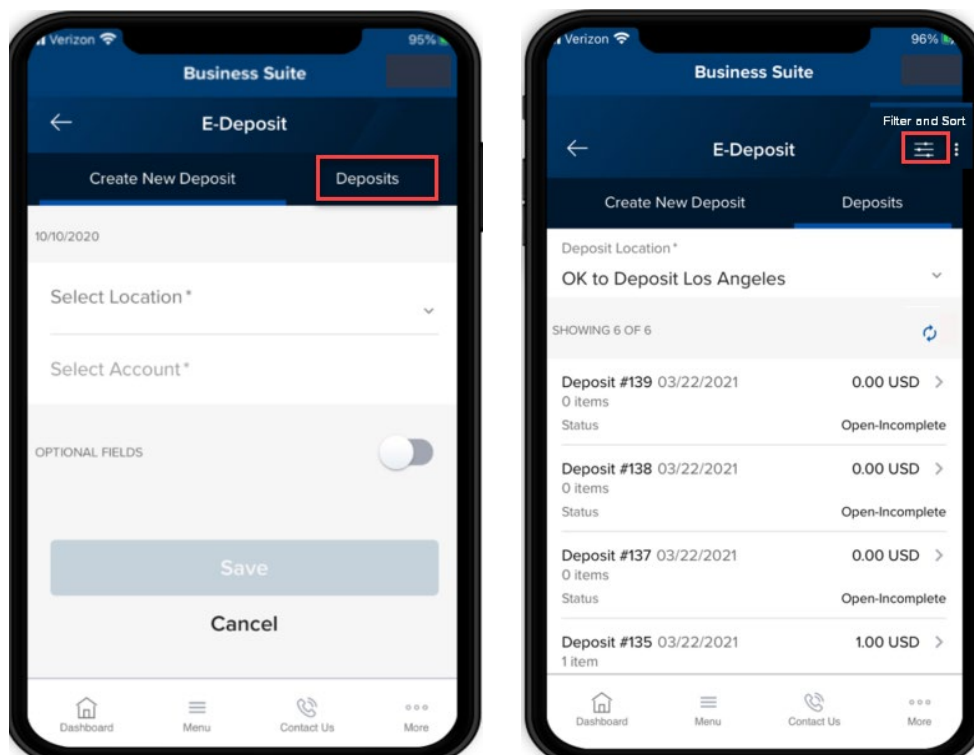 Verizon 95%
Business Suite
E-Deposit
Create New Deposit Deposits
10/10/2020
Select Location*
Select Account*
OPTIONAL FIELDS
Save
Cancel
Dashboard Menu Contact Us More
Verizon 96%
Business Suite
Filter and Sort
E-Deposit
Create New Deposit Deposits
Deposit Location*
OK to Deposit Los Angeles
SHOWING 6 OF 6
Deposit #139 03/22/2021 0.00 USD
0 items
Status Open-Incomplete
Deposit #138 03/22/2021 0.00 USD
0 items
Status Open-Incomplete
Deposit #137 03/22/2021 0.00 USD
0 items
Status Open-Incomplete
Deposit #135 03/22/2021 1.00 USD
1 item
Dashboard Menu Contact Us More